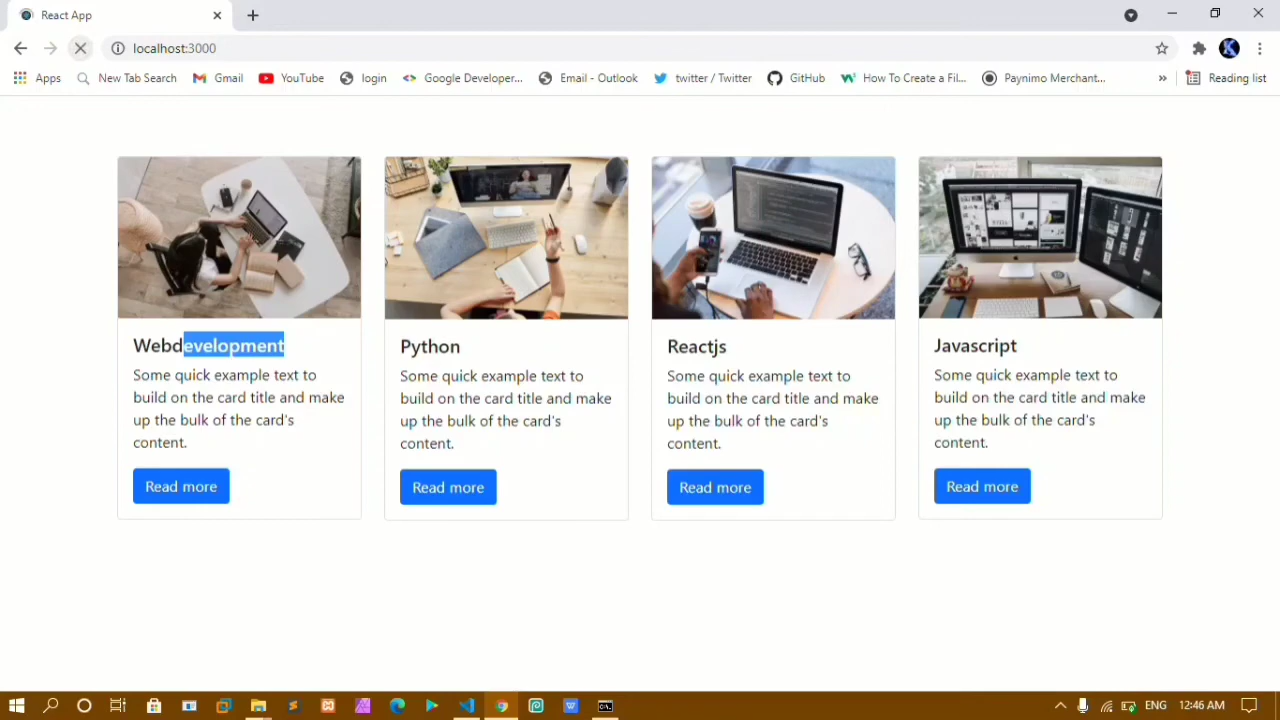 React App
localhost:3000
Apps
New Tab Search
Gmail
YouTube
login
Google Developer...
Email - Outlook
twitter / Twitter
GitHub
How To Create a Fil...
Paynimo Merchant...
»
Reading list
Webdevelopment
Some quick example text to
build on the card title and make
up the bulk of the card's
content.
Read more
Python
Some quick example text to
build on the card title and make
up the bulk of the card's
content.
Read more
Reactjs
Some quick example text to
build on the card title and make
up the bulk of the card's
content.
Read more
Javascript
Some quick example text to
build on the card title and make
up the bulk of the card's
content.
Read more
ENG
12:46 AM